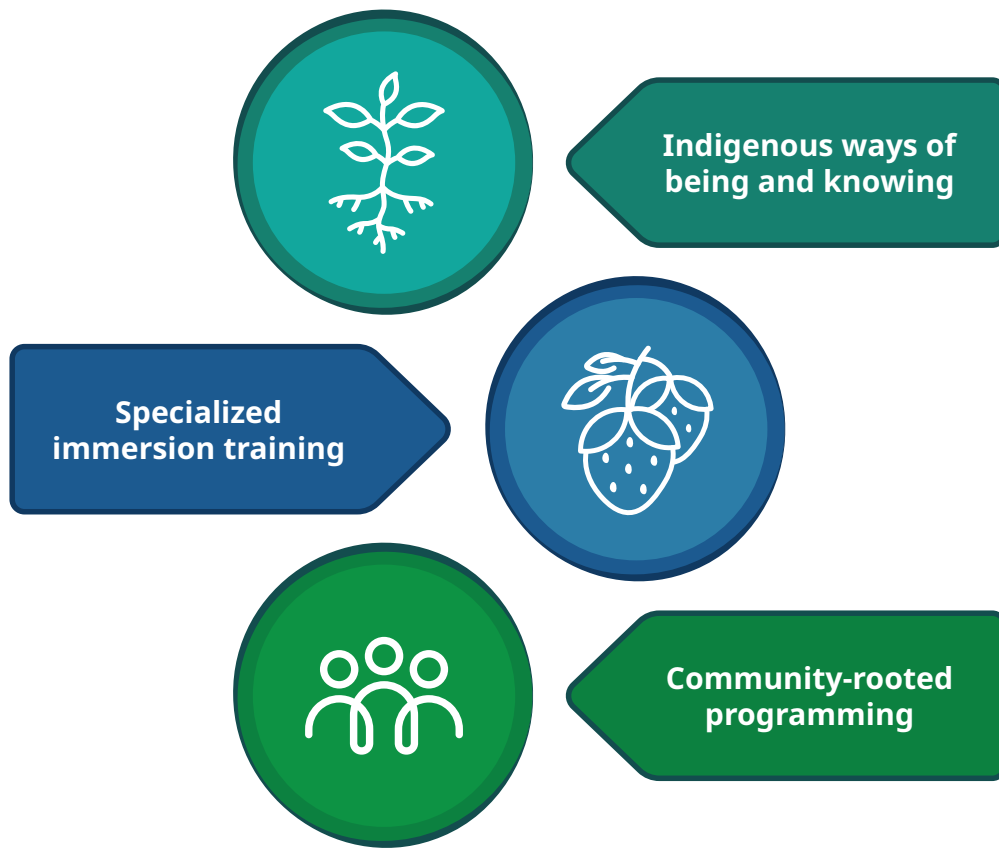 Indigenous ways of
being and knowing
Specialized
immersion training
Community-rooted
programming